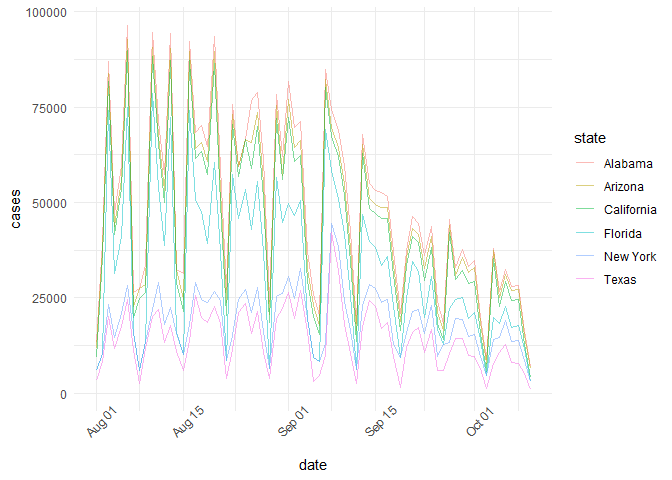 100000
75000
50000
25000
0
cases
Aug 01
Aug 15
Sep 01
Sep 15
Oct 01
date
state
Alabama
Arizona
California
Florida
New York
Texas